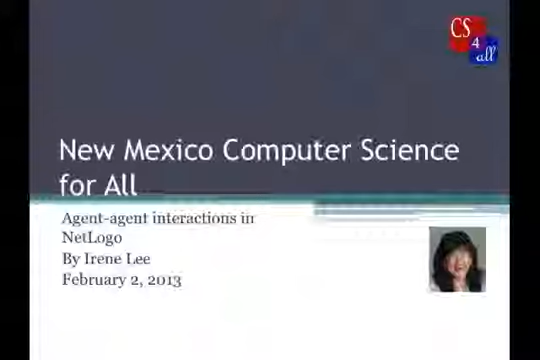 CS
4
all
New Mexico Computer Science
for All
Agent-agent interactions in
NetLogo
By Irene Lee
February 2, 2013